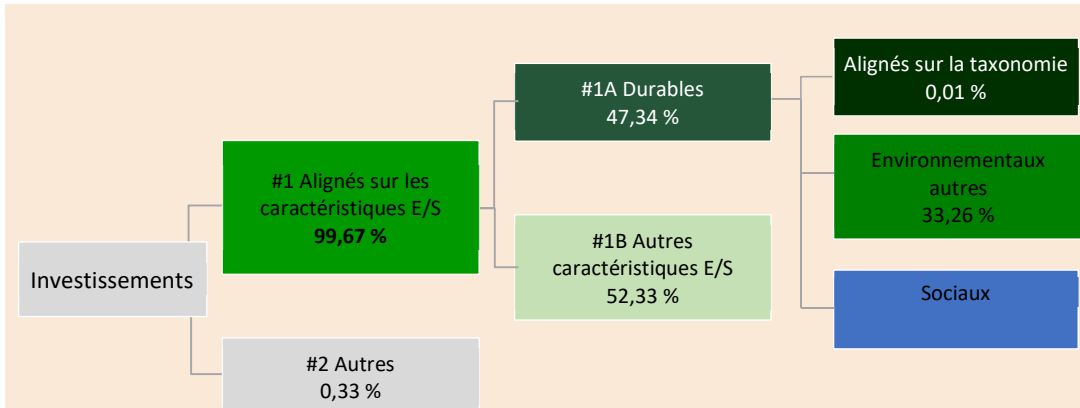 Investissements
#1 Alignés sur les
caractéristiques E/S
99,67 %
#2 Autres
0,33 %
#1A Durables
47,34 %
#1B Autres
caractéristiques E/S
52,33 %
Alignés sur la taxonomie
0,01 %
Environnementaux
autres
33,26 %
Sociaux